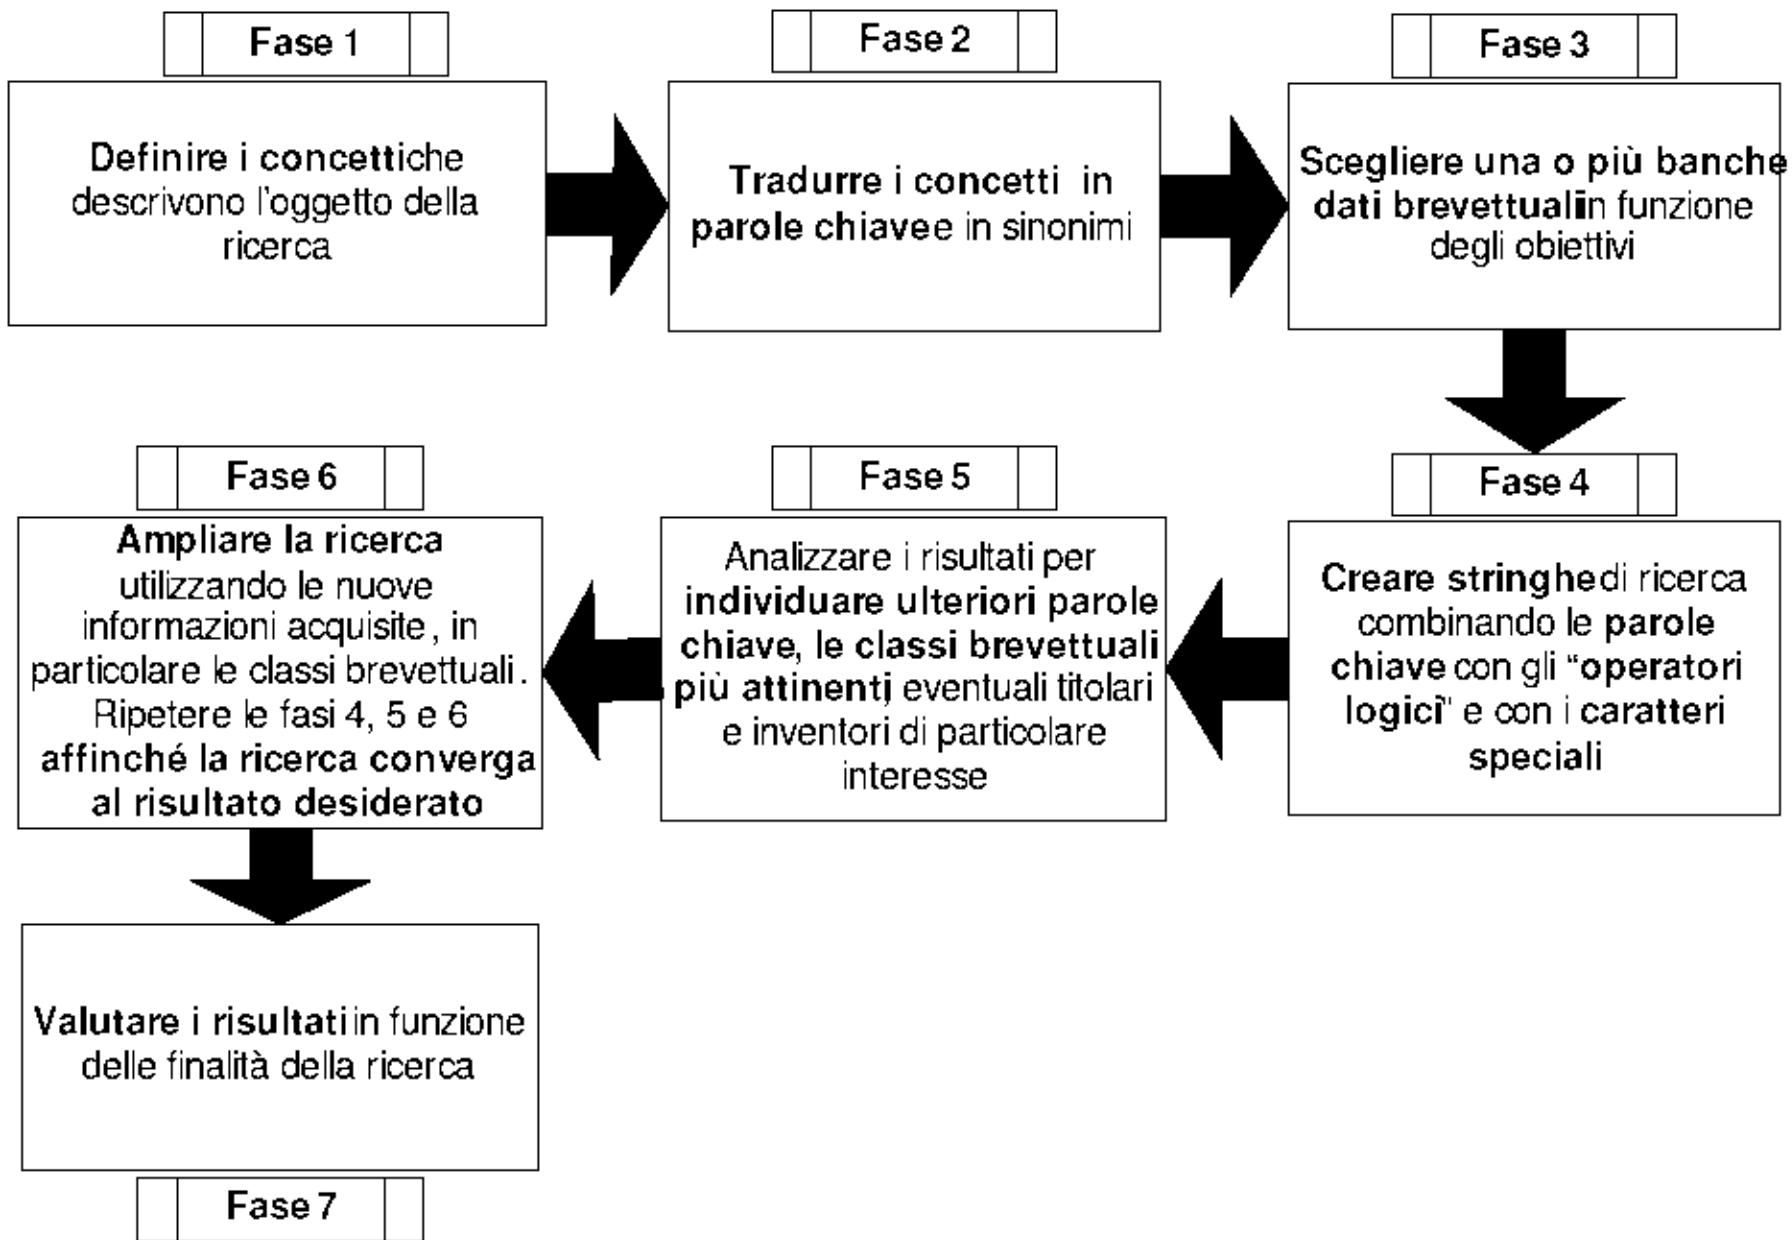 Fase 1
Definire i concettiche
descrivono l'oggetto della
ricerca
Fase 2
Tradurre i concetti in
parole chiavee in sinonimi
Fase 3
Scegliere una o più banche
dati brevettualiin funzione
degli obiettivi
Fase 4
Creare stringhedi ricerca
combinando le parole
chiave con gli "operatori
logici" e con i caratteri
speciali
Fase 5
Analizzare i risultati per
individuare ulteriori parole
chiave, le classi brevettuali
più attinenti, eventuali titolari
e inventori di particolare
interesse
Fase 6
Ampliare la ricerca
utilizzando le nuove
informazioni acquisite, in
particolare le classi brevettuali.
Ripetere le fasi 4, 5 e 6
affinché la ricerca converga
al risultato desiderato
Valutare i risultati in funzione
delle finalità della ricerca
Fase 7